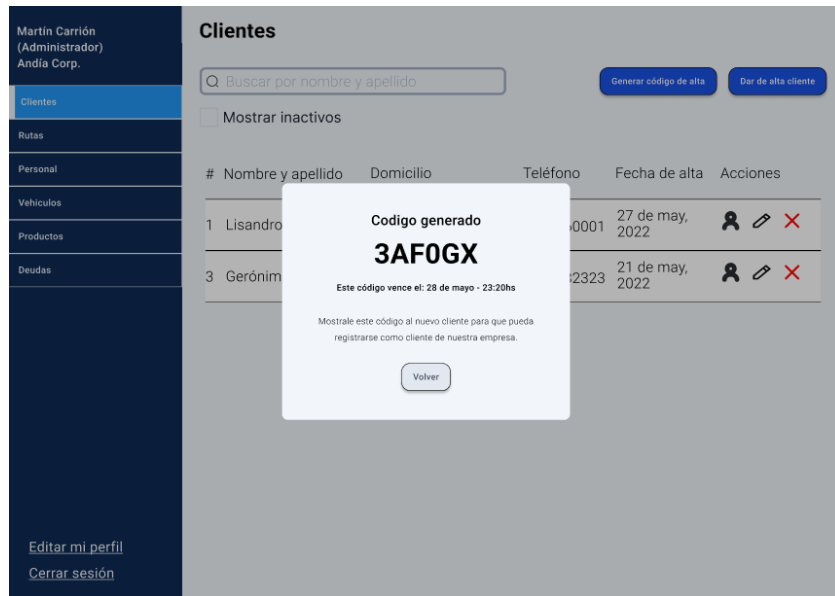 Martín Carrión
(Administrador)
Andía Corp.
Clientes
Rutas
Personal
Vehículos
Productos
Deudas
Editar mi perfil
Cerrar sesión
Clientes
Buscar por nombre y apellido
Generar código de alta
Dar de alta cliente
Mostrar inactivos
# Nombre y apellido Domicilio Teléfono Fecha de alta Acciones
1 Lisandro 0001 27 de may,
2022
3 Gerónim 2323 21 de may,
2022
Codigo generado
3AF0GX
Este código vence el: 28 de mayo - 23:20hs
Mostrale este código al nuevo cliente para que pueda
registrarse como cliente de nuestra empresa.
Volver